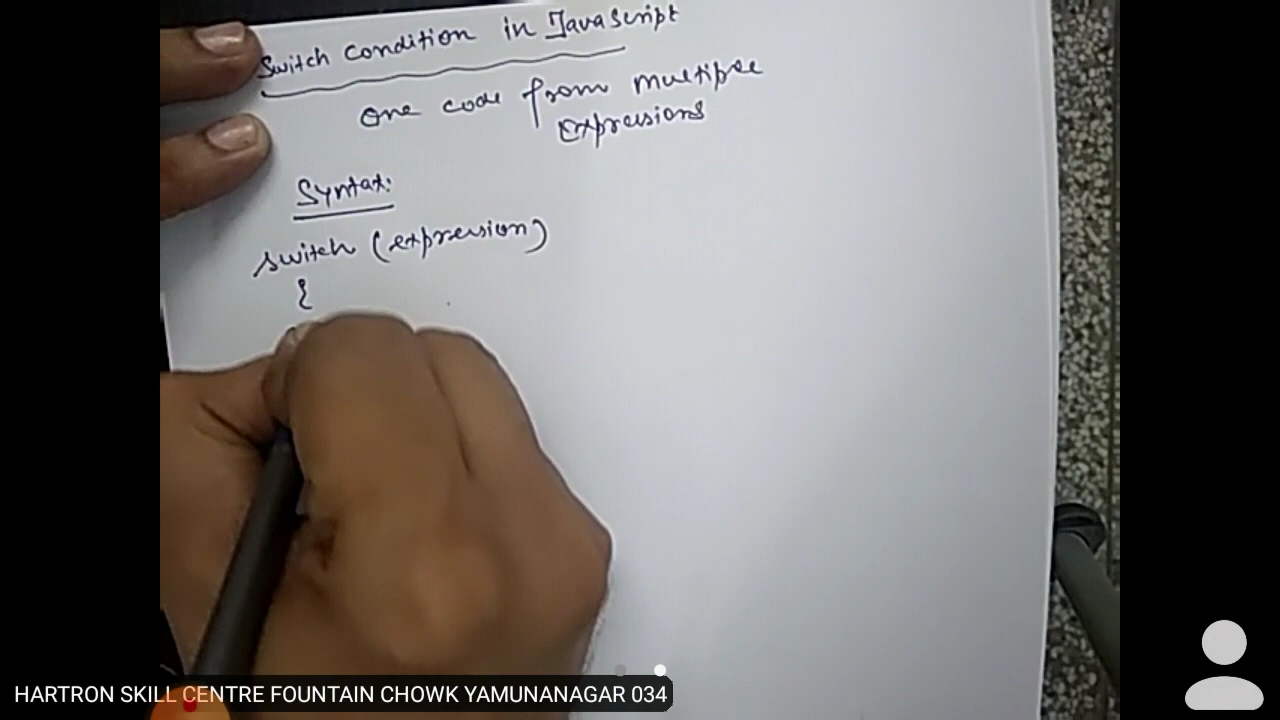 Switch Condition in JavaScript
One code from multiple
Expressions
Syntax:
switch (expression)
{
HARTRON SKILL CENTRE FOUNTAIN CHOWK YAMUNANAGAR 034